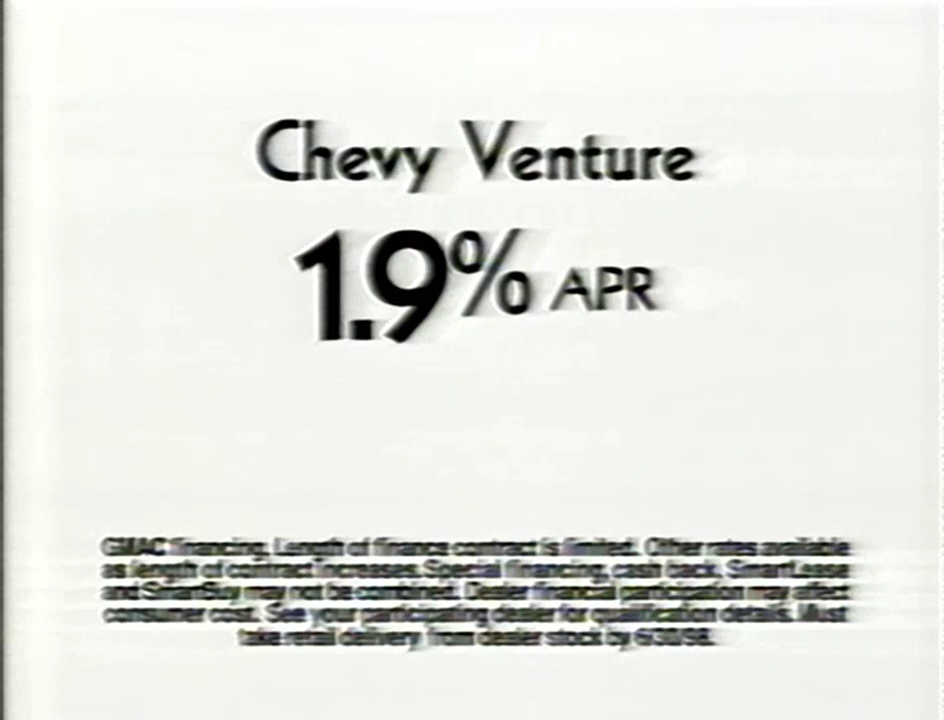 Chevy Venture
1.9% APR
GMAC financing. Length of finance contract is limited. Other rates available
as length of contract increases. Special financing, cash back, SmartLease
and SmartBuy may not be combined. Dealer financial participation may affect
consumer cost. See your participating dealer for qualification details. Must
take retail delivery from dealer stock by 6/30/98.